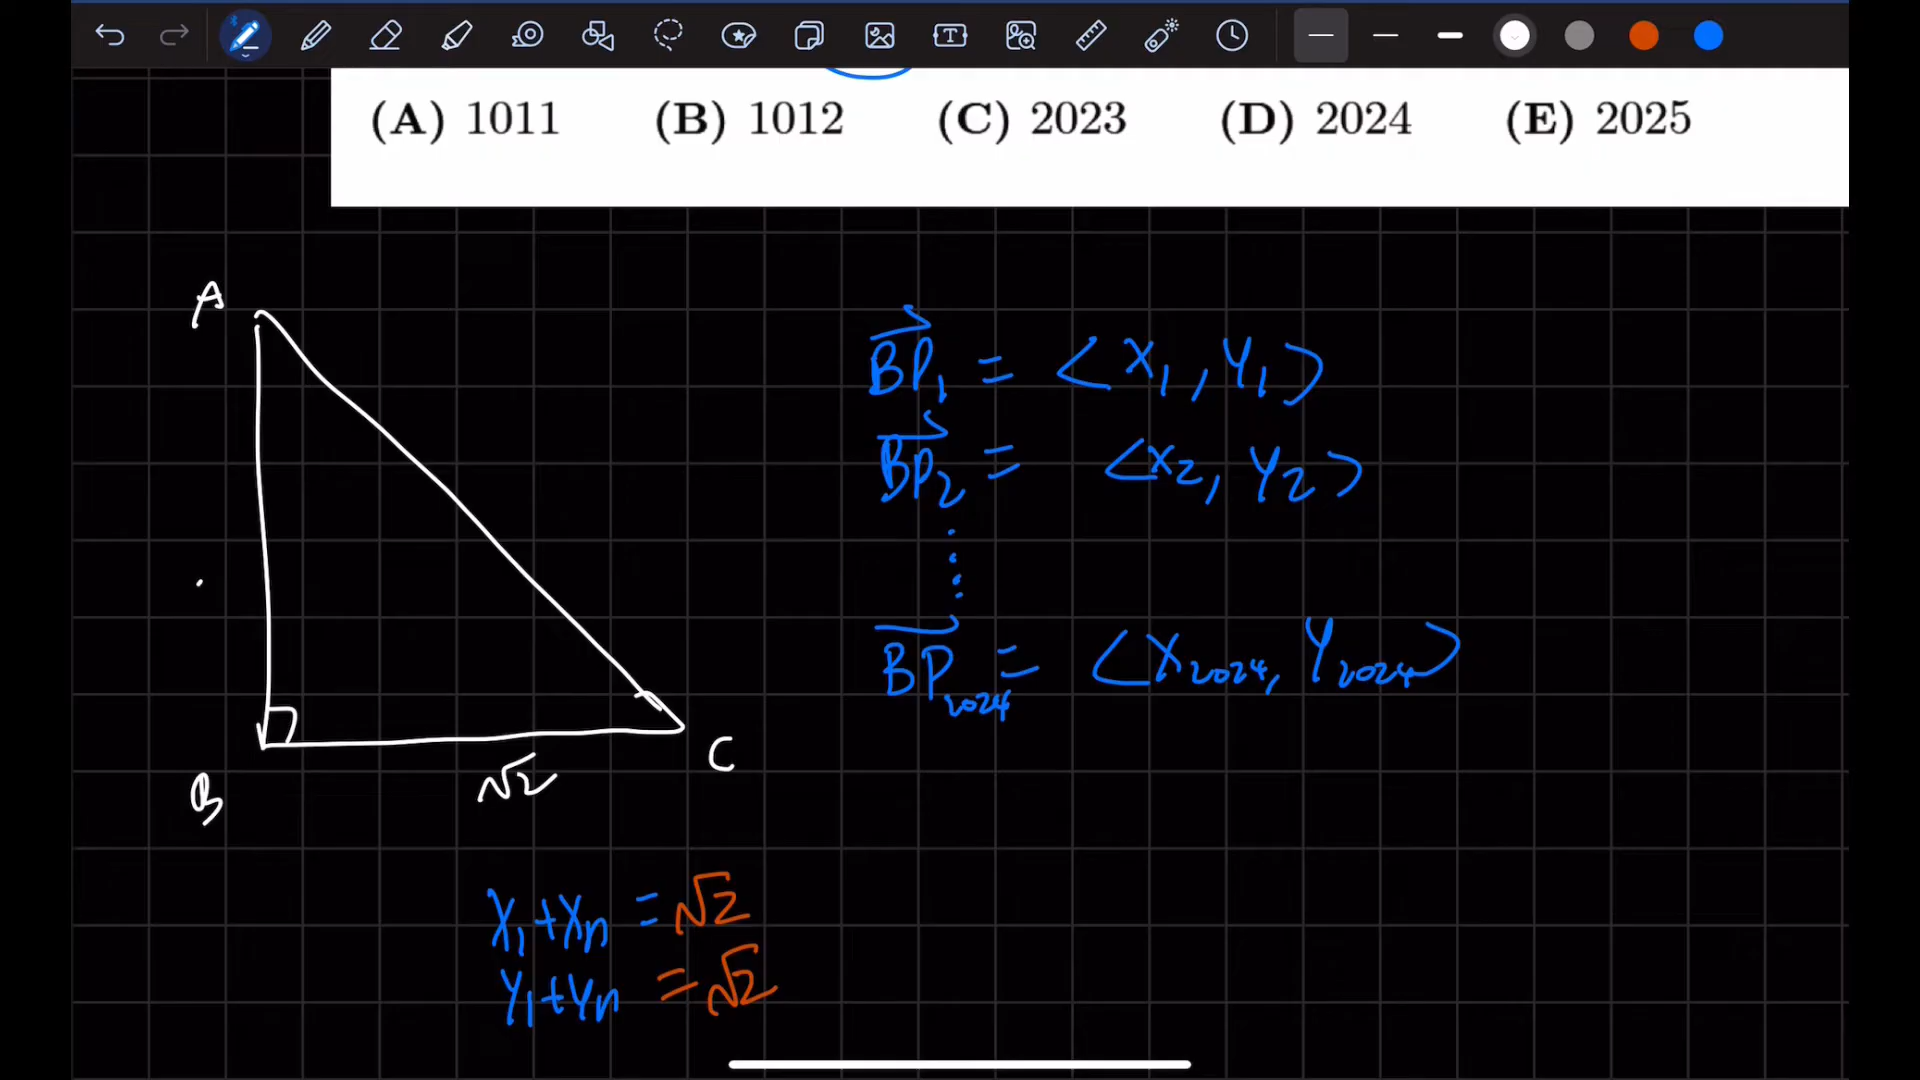 (A) 1011 (B) 1012 (C) 2023 (D) 2024 (E) 2025
A
B
C
√2
BP₁ = <x₁, y₁>
BP₂ = <x₂, y₂>
BP₂₀₂₄ = <x₂₀₂₄, y₂₀₂₄>
x₁+xₙ = √2
y₁+yₙ = √2